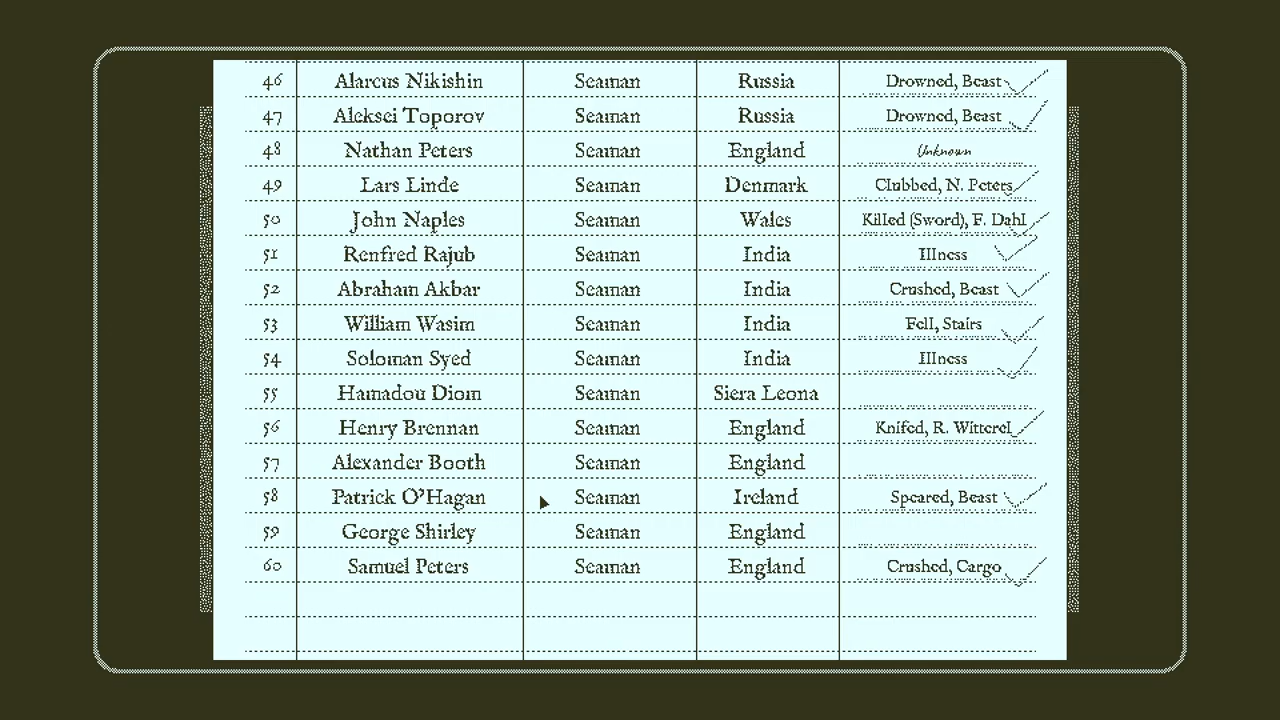 46 Alarcus Nikishin Seaman Russia Drowned, Beast
47 Aleksei Toporov Seaman Russia Drowned, Beast
48 Nathan Peters Seaman England Unknown
49 Lars Linde Seaman Denmark Clubbed, N. Peters
50 John Naples Seaman Wales Killed (Sword), F. Dahl
51 Renfred Rajub Seaman India Illness
52 Abraham Akbar Seaman India Crushed, Beast
53 William Wasim Seaman India Fell, Stairs
54 Soloman Syed Seaman India Illness
55 Hamadou Diom Seaman Siera Leona
56 Henry Brennan Seaman England Knifed, R. Witterel
57 Alexander Booth Seaman England
58 Patrick O'Hagan Seaman Ireland Speared, Beast
59 George Shirley Seaman England
60 Samuel Peters Seaman England Crushed, Cargo